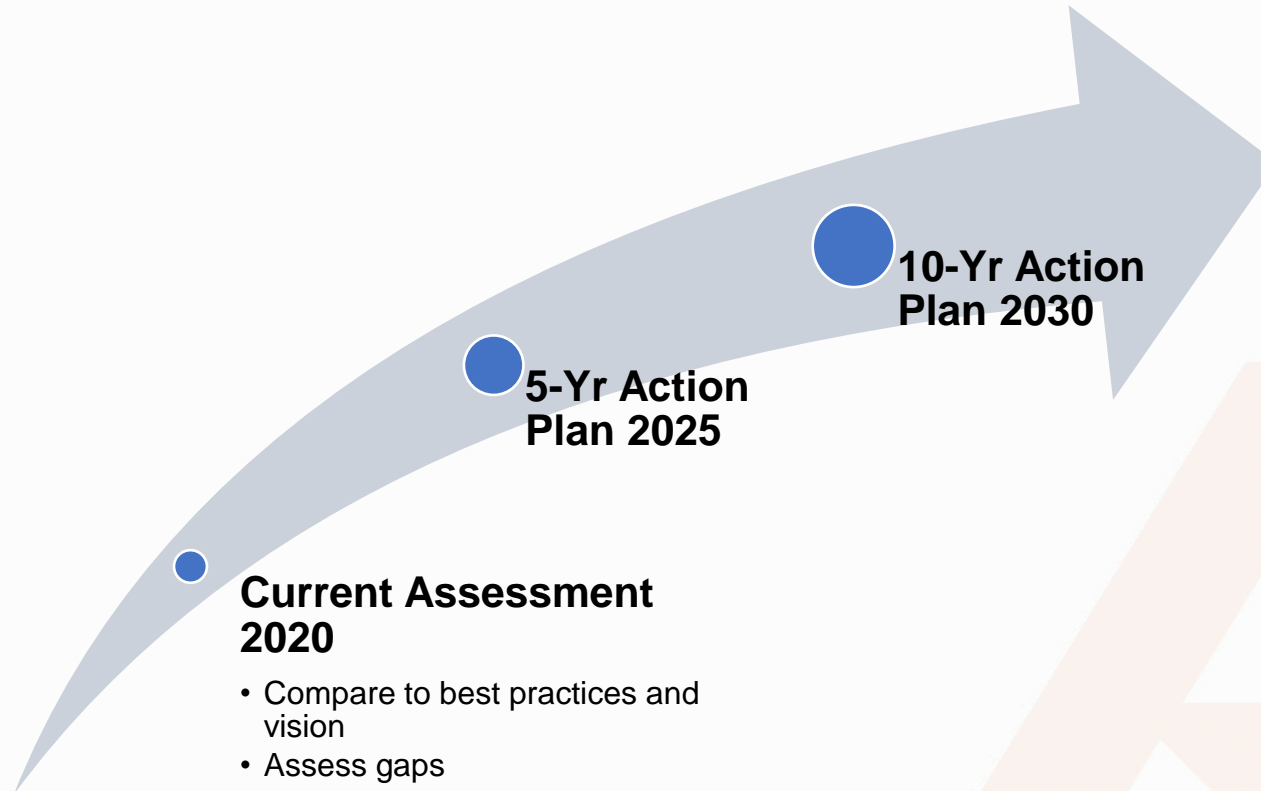 10-Yr Action
Plan 2030
5-Yr Action
Plan 2025
Current Assessment
2020
• Compare to best practices and
vision
• Assess gaps